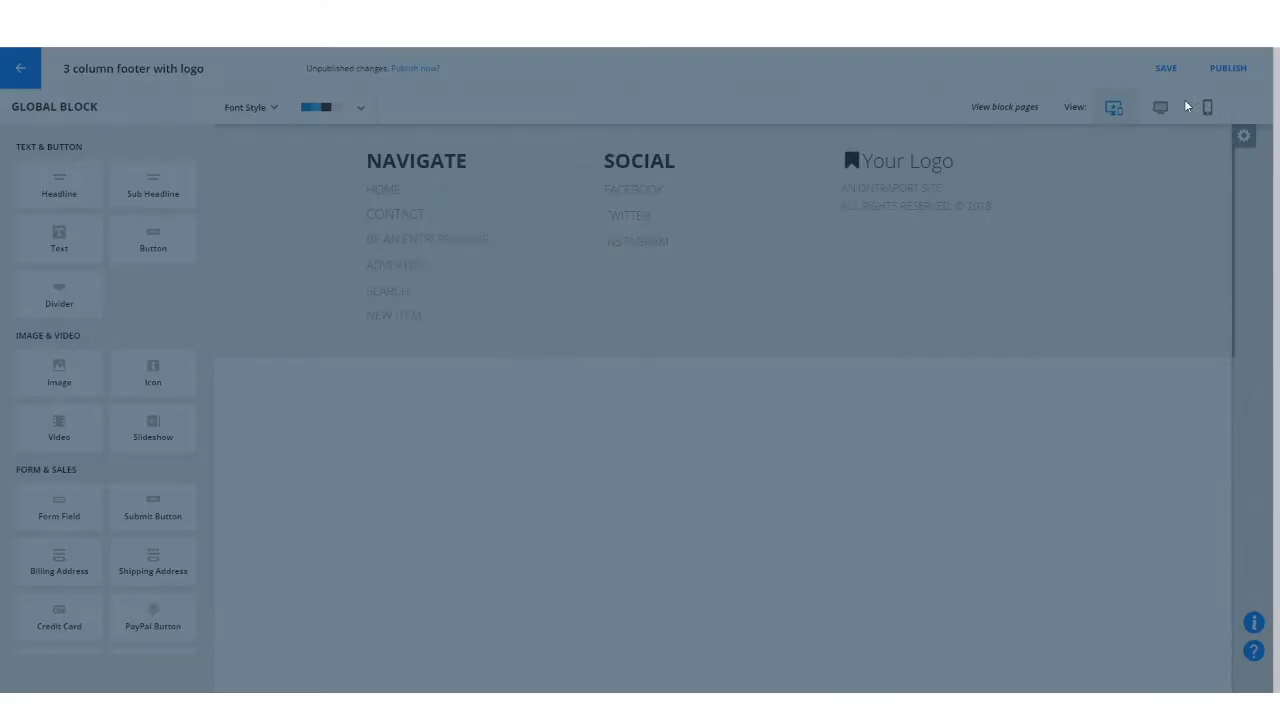 3 column footer with logo
Unpublished changes. Publish now?
SAVE
PUBLISH
GLOBAL BLOCK
Font Style
View block pages
View:
TEXT & BUTTON
Headline
Sub Headline
Text
Button
Divider
IMAGE & VIDEO
Image
Icon
Video
Slideshow
FORM & SALES
Form Field
Submit Button
Billing Address
Shipping Address
Credit Card
PayPal Button
NAVIGATE
HOME
CONTACT
BE AN
SEARCH
NEW ITEM
SOCIAL
FACEBOOK
TWITTER
INSTAGRAM
Your Logo
AN ONTRAPORT SITE
ALL RIGHTS RESERVED. © 2018